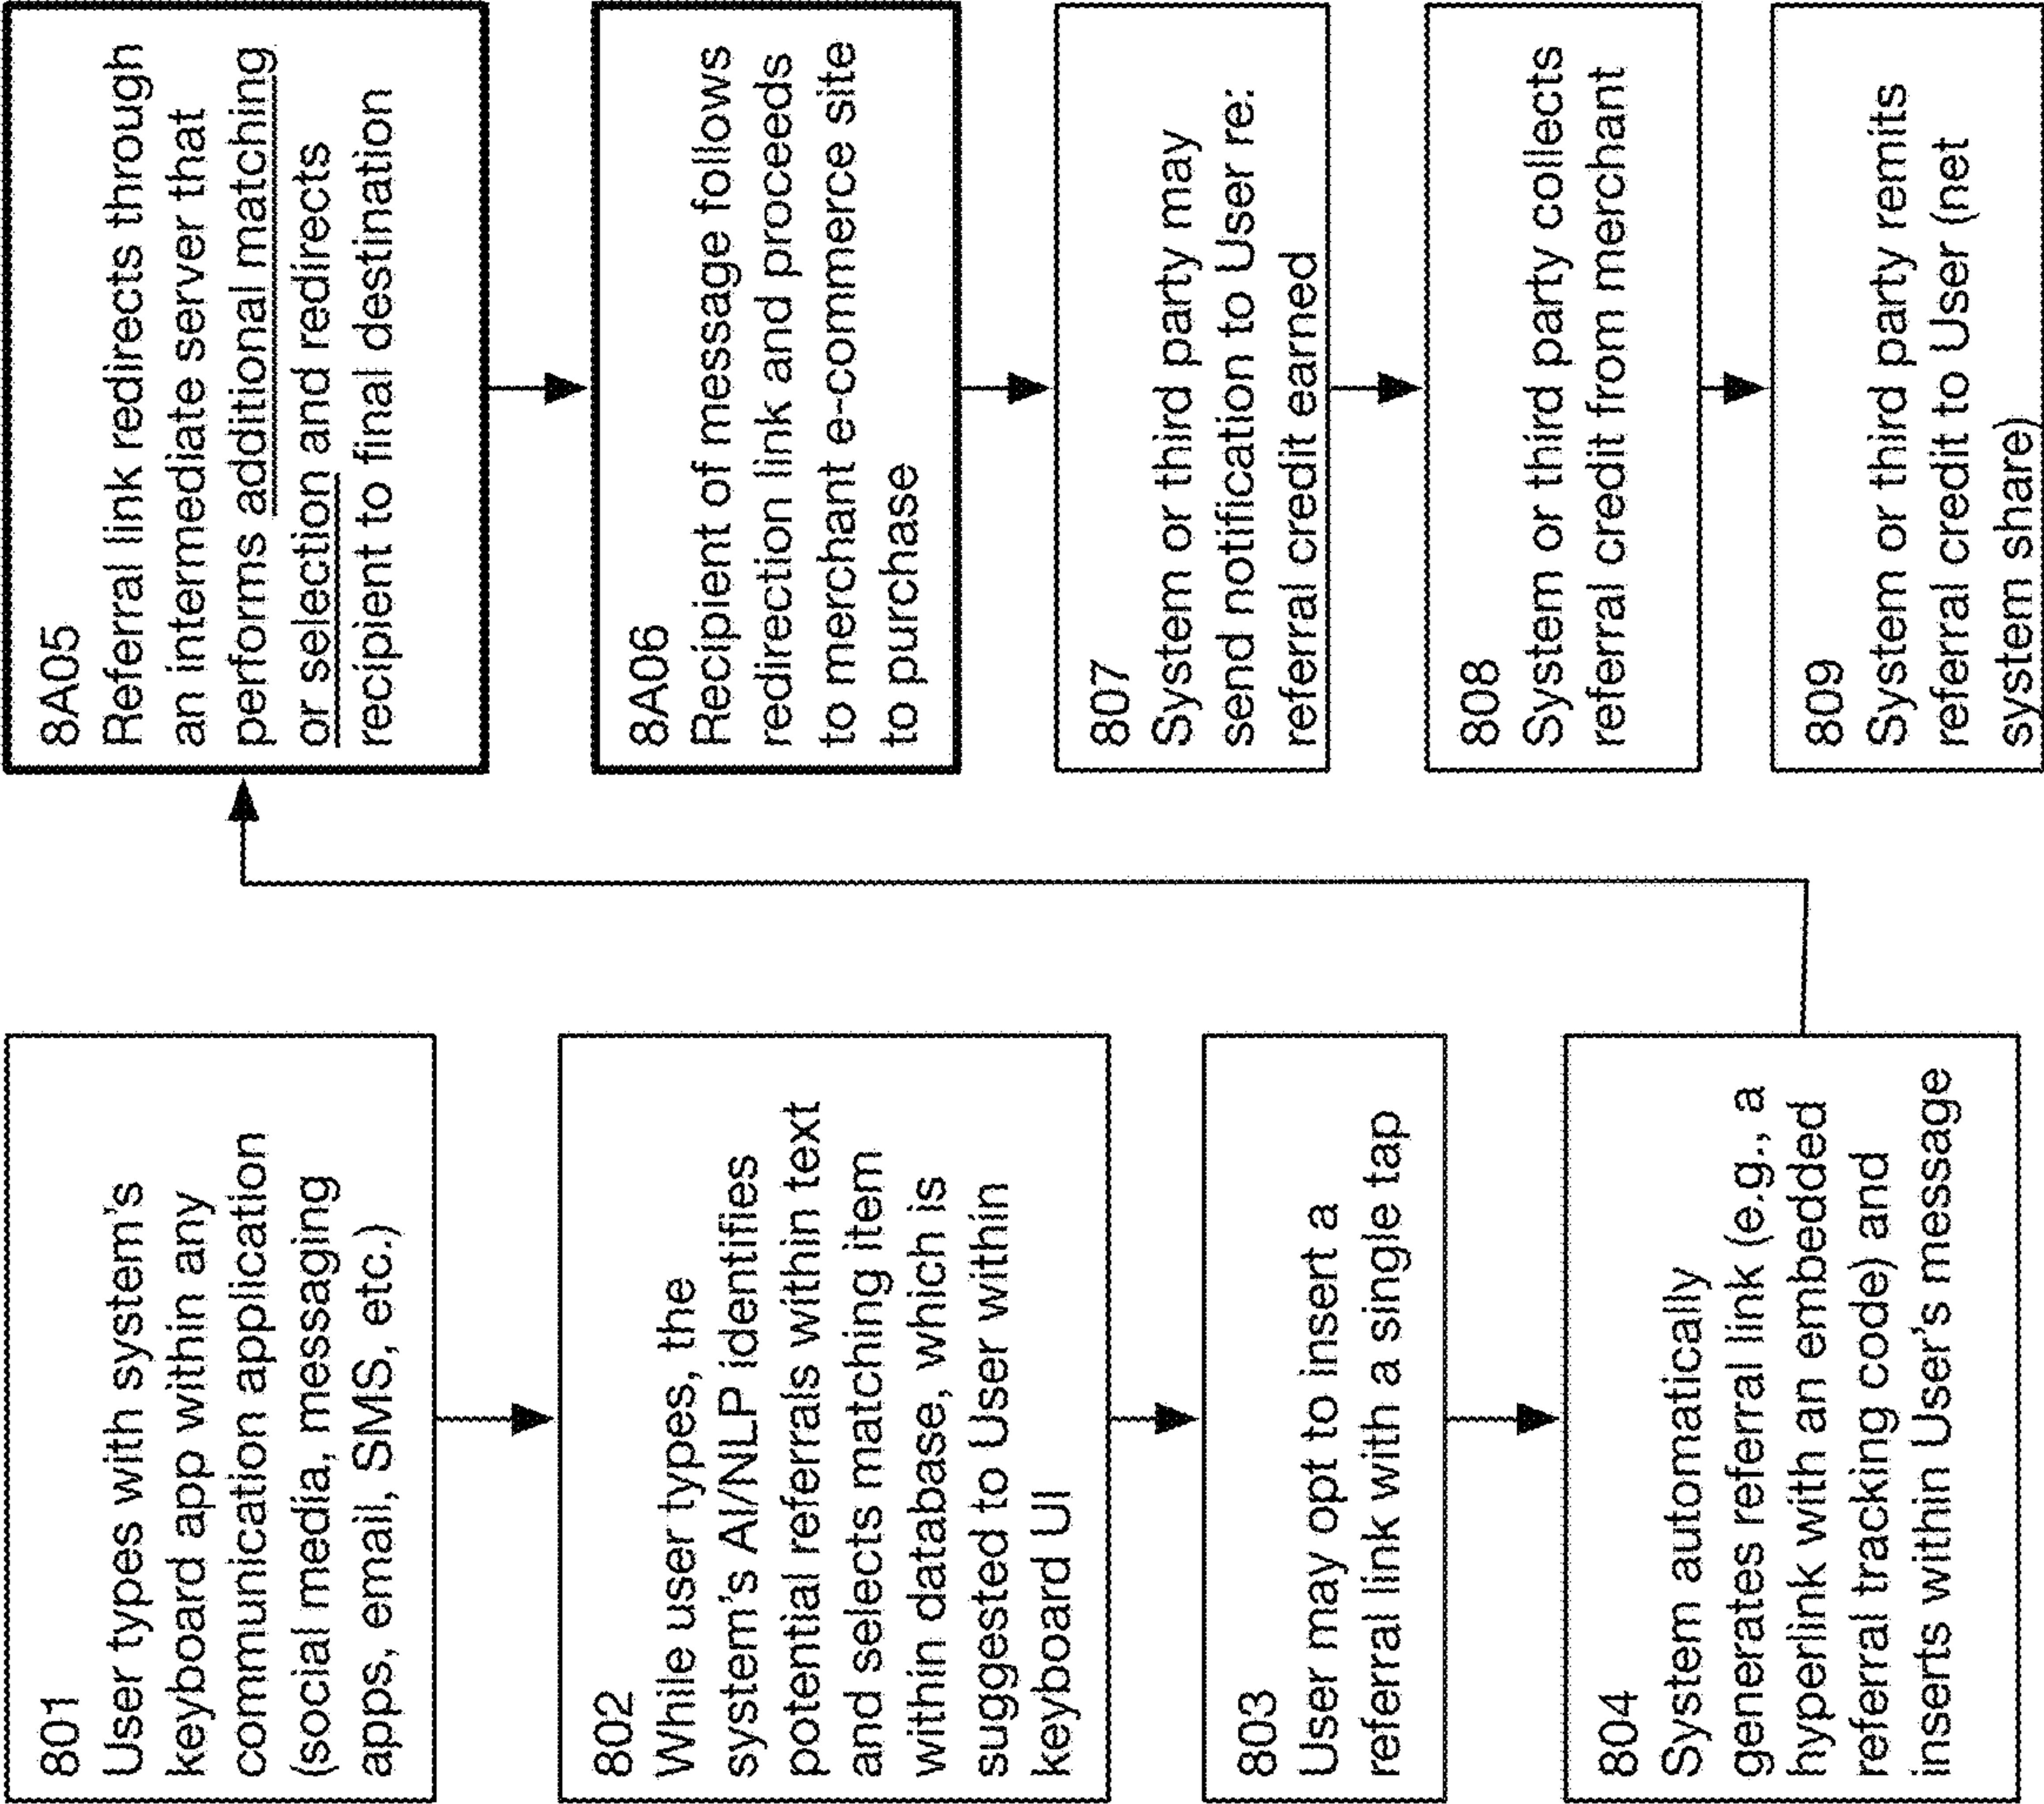 801
User types with system's
keyboard app within any
communication application
(social media, messaging
apps, email, SMS, etc.)
802
While user types, the
system's AI/NLP identifies
potential referrals within text
and selects matching item
within database, which is
suggested to User within
keyboard UI
803
User may opt to insert a
referral link with a single tap
804
System automatically
generates referral link (e.g., a
hyperlink with an embedded
referral tracking code) and
inserts within User's message
8A05
Referral link redirects through
an intermediate server that
performs additional matching
or selection and redirects
recipient to final destination
8A06
Recipient of message follows
redirection link and proceeds
to merchant e-commerce site
to purchase
807
System or third party may
send notification to User re:
referral credit earned
808
System or third party collects
referral credit from merchant
809
System or third party remits
referral credit to User (net
system share)